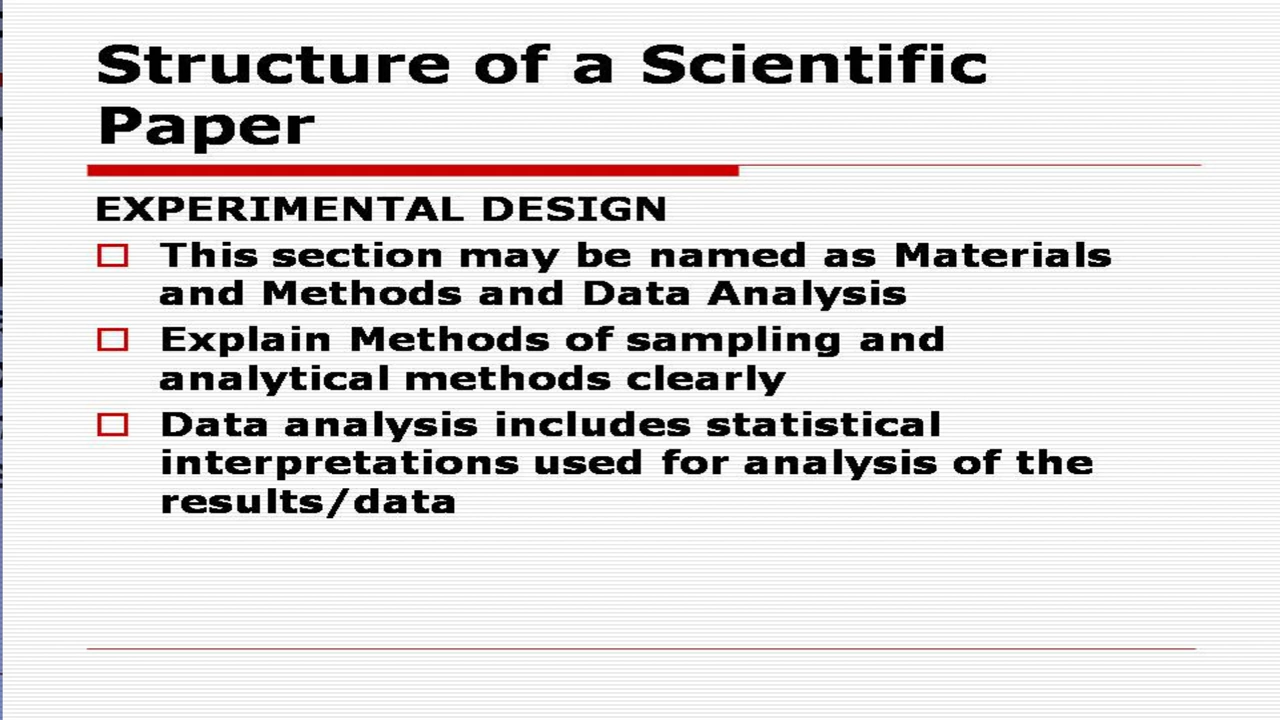 Structure of a Scientific
Paper
EXPERIMENTAL DESIGN
This section may be named as Materials
and Methods and Data Analysis
Explain Methods of sampling and
analytical methods clearly
Data analysis includes statistical
interpretations used for analysis of the
results/data